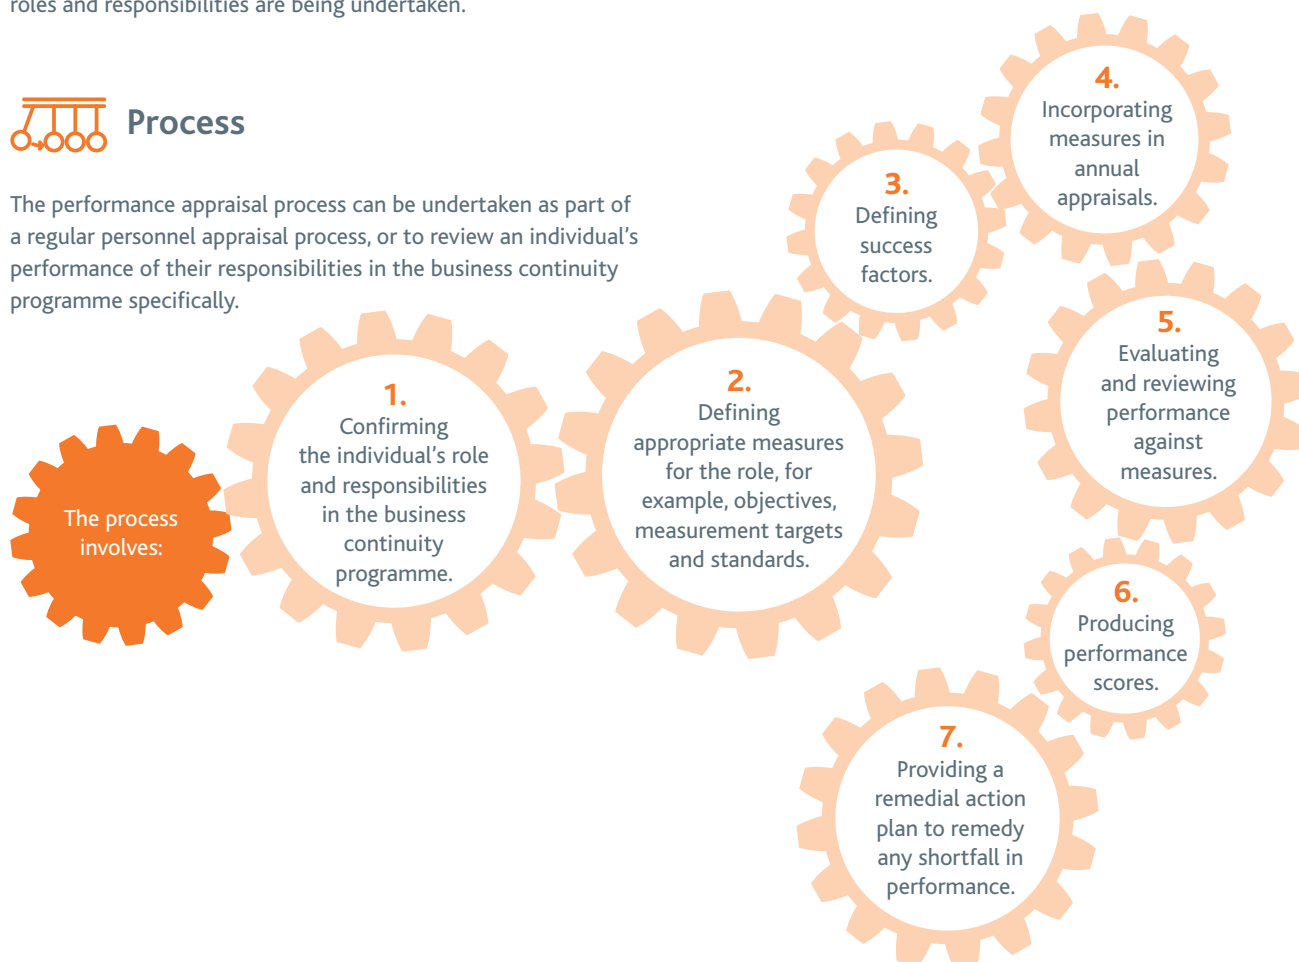 roles and responsibilities are being undertaken.
Process
The performance appraisal process can be undertaken as part of
a regular personnel appraisal process, or to review an individual’s
performance of their responsibilities in the business continuity
programme specifically.
The process
involves:
1.
Confirming
the individual’s role
and responsibilities
in the business
continuity
programme.
2.
Defining
appropriate measures
for the role, for
example, objectives,
measurement targets
and standards.
3.
Defining
success
factors.
4.
Incorporating
measures in
annual
appraisals.
5.
Evaluating
and reviewing
performance
against
measures.
6.
Producing
performance
scores.
7.
Providing a
remedial action
plan to remedy
any shortfall in
performance.